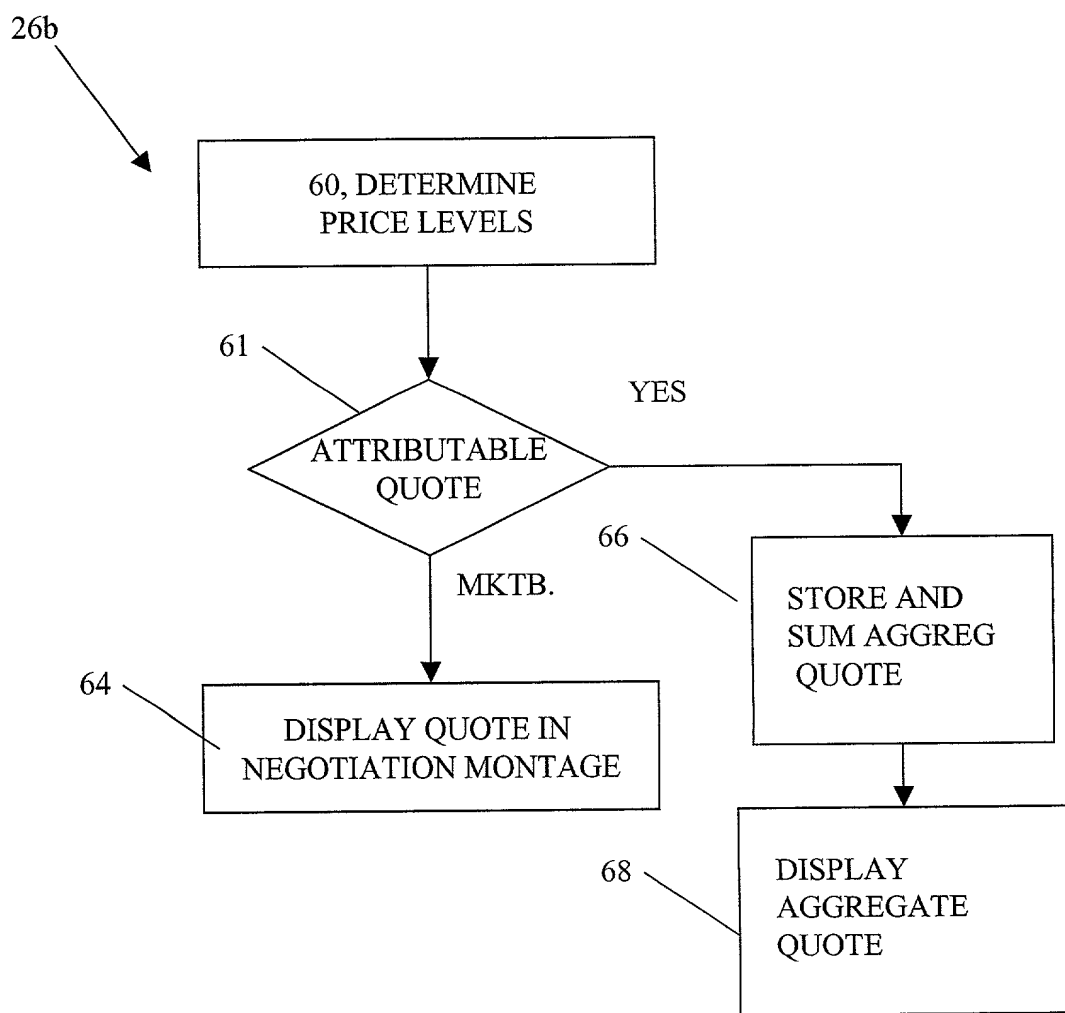 26b
60, DETERMINE
PRICE LEVELS
61
YES
ATTRIBUTABLE
QUOTE
66
MKTB.
STORE AND
SUM AGGREG
QUOTE
64
DISPLAY QUOTE IN
NEGOTIATION MONTAGE
68
DISPLAY
AGGREGATE
QUOTE